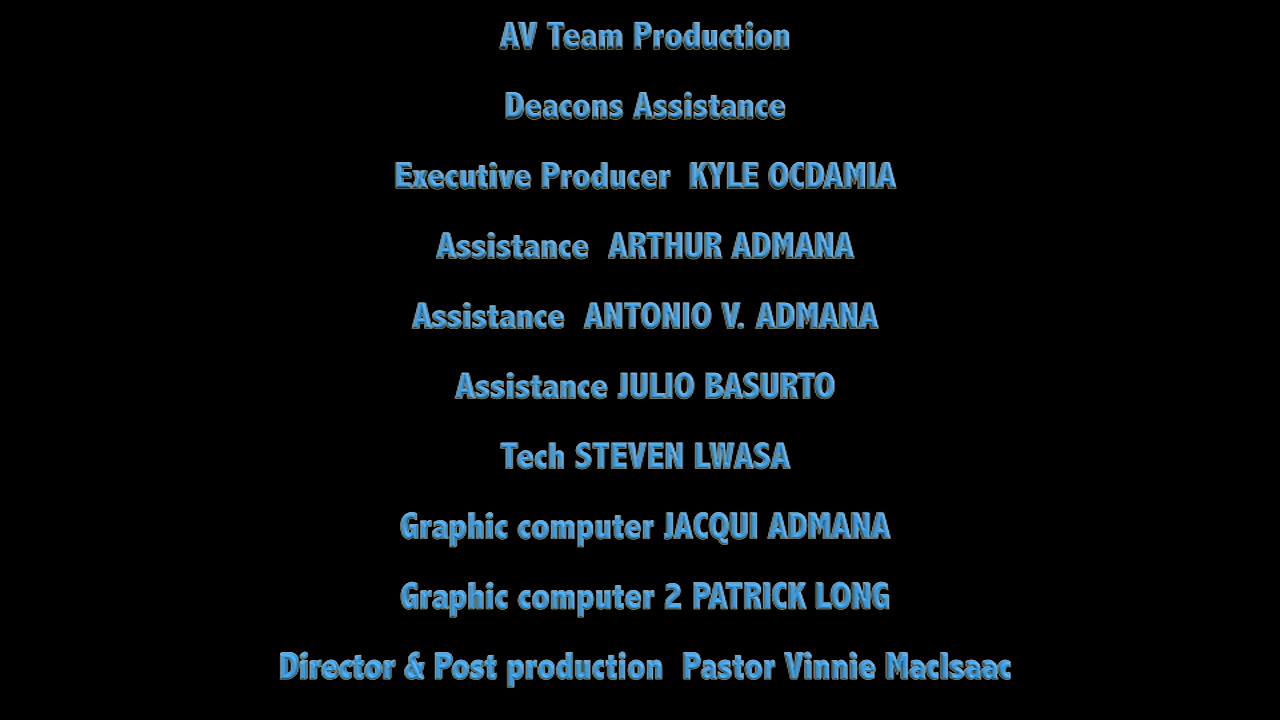 AV Team Production
Deacons Assistance
Executive Producer  KYLE OCDAMIA
Assistance  ARTHUR ADMANA
Assistance  ANTONIO V. ADMANA
Assistance JULIO BASURTO
Tech STEVEN LWASA
Graphic computer JACQUI ADMANA
Graphic computer 2 PATRICK LONG
Director & Post production  Pastor Vinnie MacIsaac